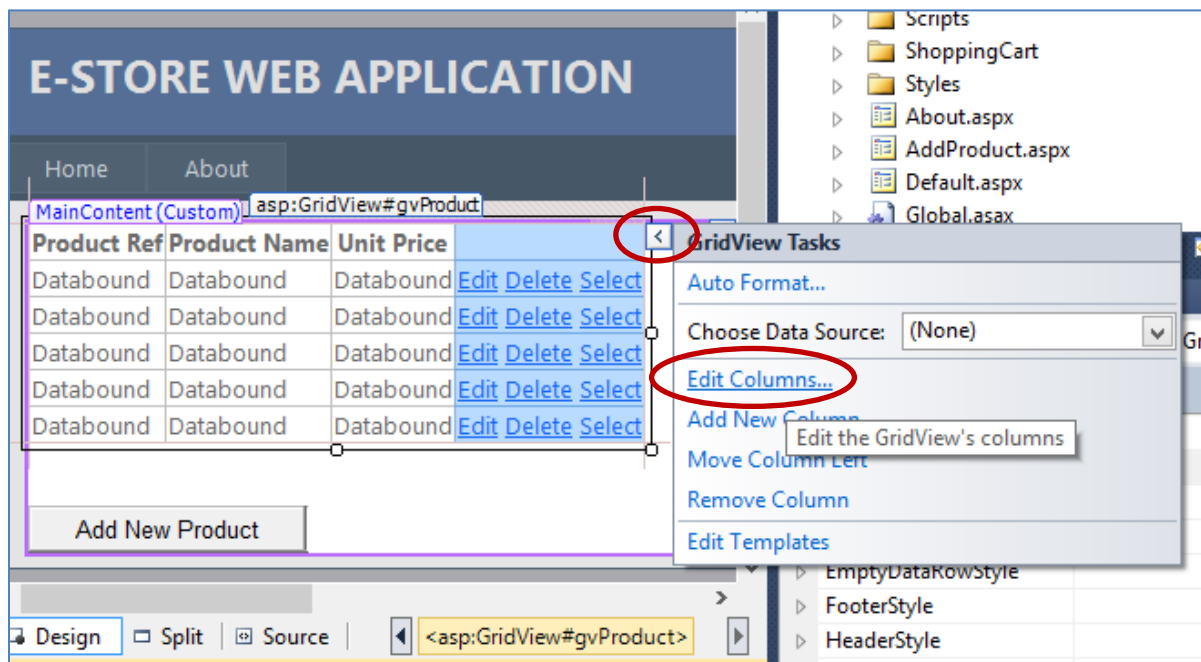 Scripts
ShoppingCart
Styles
About.aspx
AddProduct.aspx
Default.aspx
Global.asax
E-STORE WEB APPLICATION
Home About
MainContent (Custom) asp:GridView#gvProduct
Product Ref Product Name Unit Price
Databound Databound Databound Edit Delete Select
Databound Databound Databound Edit Delete Select
Databound Databound Databound Edit Delete Select
Databound Databound Databound Edit Delete Select
Databound Databound Databound Edit Delete Select
Add New Product
GridView Tasks
Auto Format...
Choose Data Source: (None)
Edit Columns...
Add New Column
Edit the GridView's columns
Move Column Left
Remove Column
Edit Templates
Gr
EmptyDataRowStyle
FooterStyle
HeaderStyle
Design Split Source <asp:GridView#gvProduct>